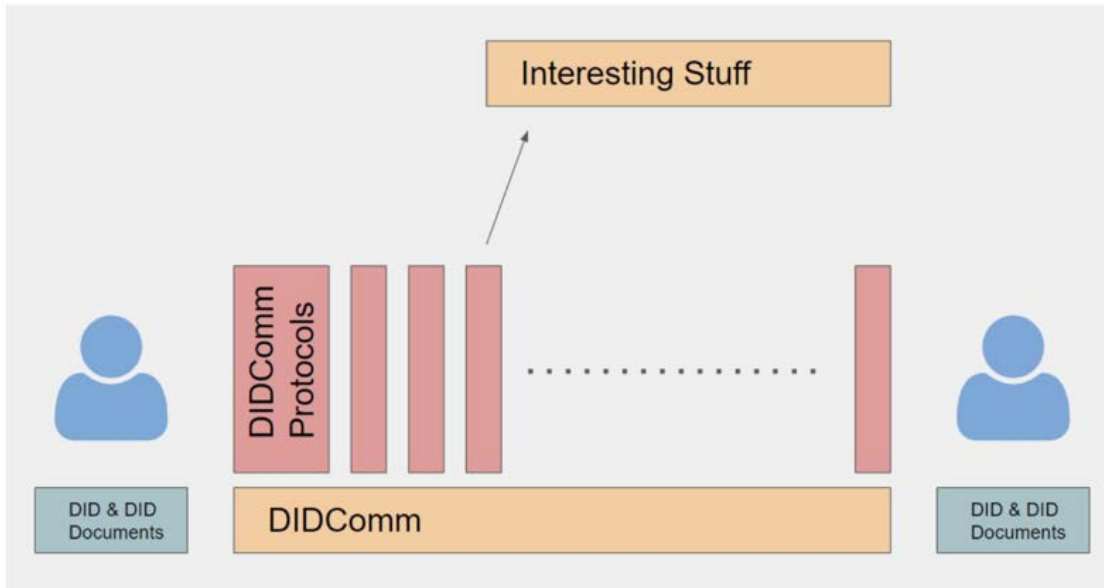 Interesting Stuff
DIDComm
Protocols
DID & DID
Documents
DIDComm
DID & DID
Documents